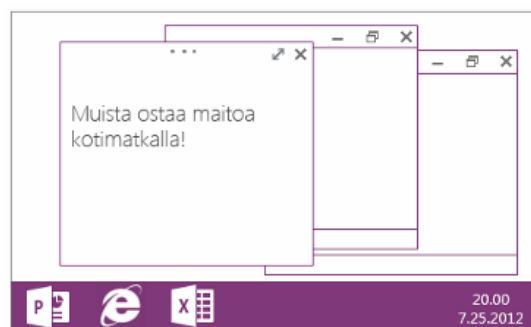 Muista ostaa maitoa
kotimatkalla!
P
X
20.00
7.25.2012